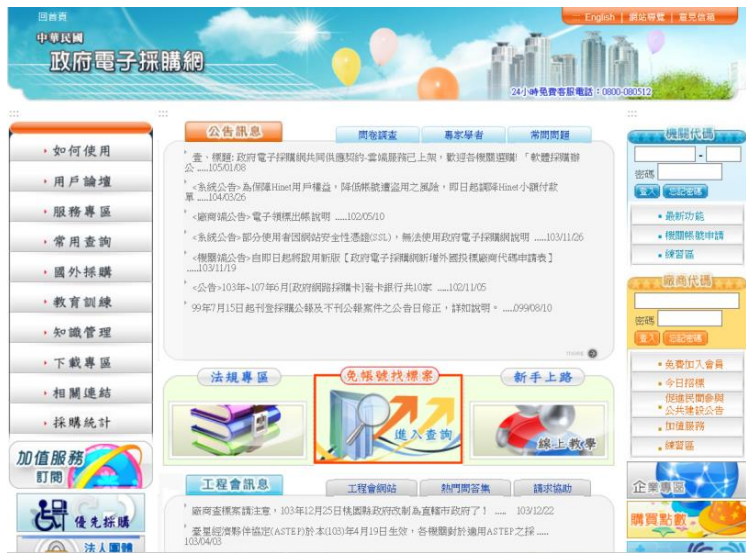 回首頁
English | 網站導覽 | 意見信箱
中華民國
政府電子採購網
24小時免費客服電話：0800-080512
如何使用
用戶論壇
服務專區
常用查詢
國外採購
教育訓練
知識管理
下載專區
相關連結
採購統計
加值服務
訂閱
優先採購
法人團體
公告訊息
問卷調查
專家學者
常問問題
壹、標題: 政府電子採購網共同供應契約-雲端服務已上架，歡迎各機關選購! 「軟體採購辦
公 .....105/01/08
<系統公告>為保障Hinet用戶權益，降低帳號遭盜用之風險，即日起調降Hinet小額付款
單 .....104/03/26
<廠商端公告>電子領標出帳說明 .....102/05/10
<系統公告>部分使用者因網站安全性憑證(SSL)，無法使用政府電子採購網說明 .....103/11/26
<機關端公告>自即日起將啟用新版【政府電子採購網新增外國投標廠商代碼申請表】
.....103/11/19
<公告>103年~107年6月[政府網路採購卡]發卡銀行共10家 .....102/11/05
99年7月15日起刊登採購公報及不刊公報案件之公告日修正，詳如說明。 .....099/08/10
more
法規專區
免帳號找標案
進入查詢
新手上路
線上教學
工程會訊息
工程會網站
熱門問答集
請求協助
廠商查標案請注意，103年12月25日桃園縣政府改制為直轄市政府了！ ..... 103/12/22
臺星經濟夥伴協定(ASTEP)於本(103)年4月19日生效，各機關對於適用ASTEP之採 .....
103/04/03
機關代碼
-
密碼
登入
忘記密碼
最新功能
機關帳號申請
練習區
廠商代碼
密碼
登入
忘記密碼
免費加入會員
今日招標
促進民間參與
公共建設公告
加值服務
練習區
企業專區
購買點數